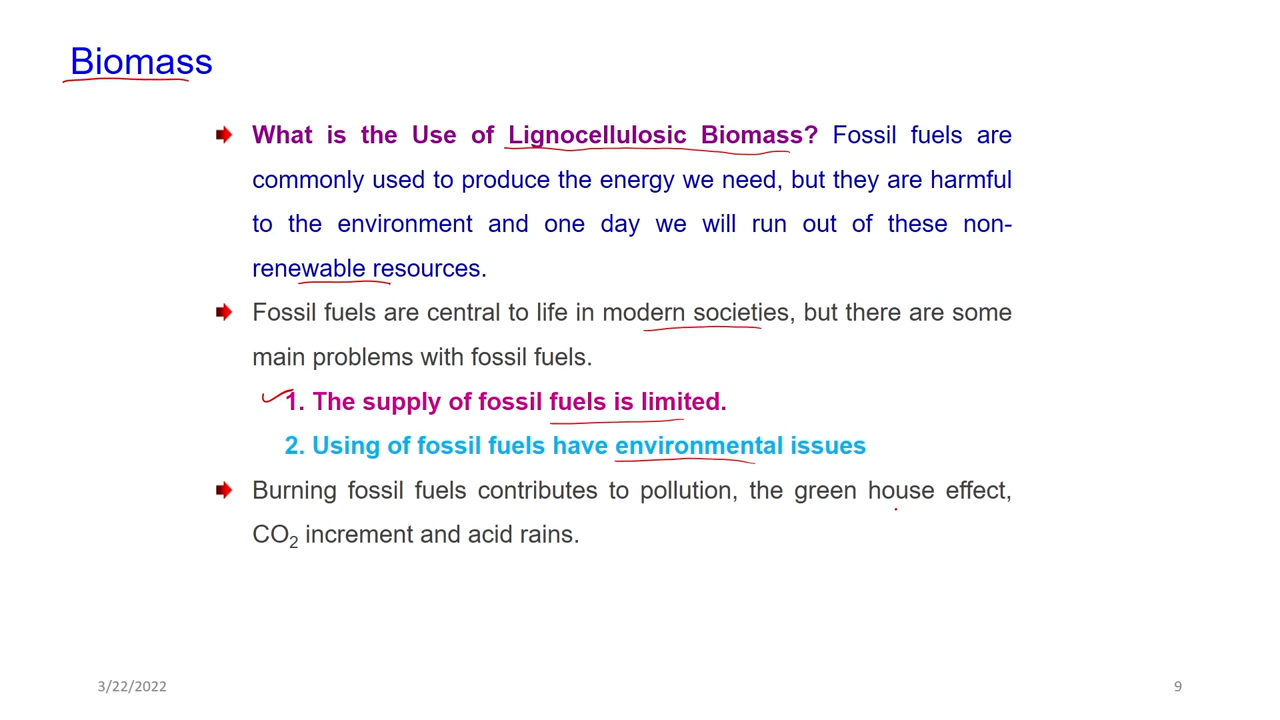 Biomass
What is the Use of Lignocellulosic Biomass? Fossil fuels are
commonly used to produce the energy we need, but they are harmful
to the environment and one day we will run out of these non-
renewable resources.
Fossil fuels are central to life in modern societies, but there are some
main problems with fossil fuels.
1. The supply of fossil fuels is limited.
2. Using of fossil fuels have environmental issues
Burning fossil fuels contributes to pollution, the green house effect,
CO₂ increment and acid rains.
3/22/2022
9